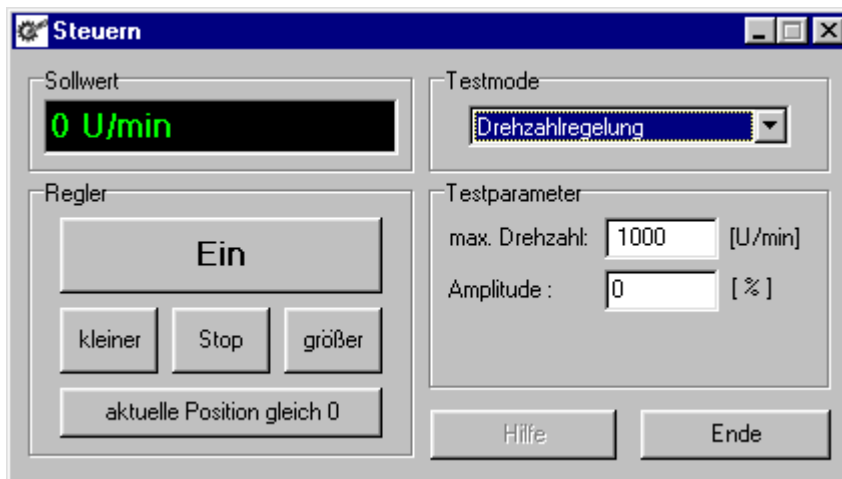 Steuern
Sollwert
0 U/min
Testmode
Drehzahlregelung
Regler
Ein
kleiner
Stop
größer
aktuelle Position gleich 0
Testparameter
max. Drehzahl: 1000 [U/min]
Amplitude : 0 [ % ]
Hilfe
Ende